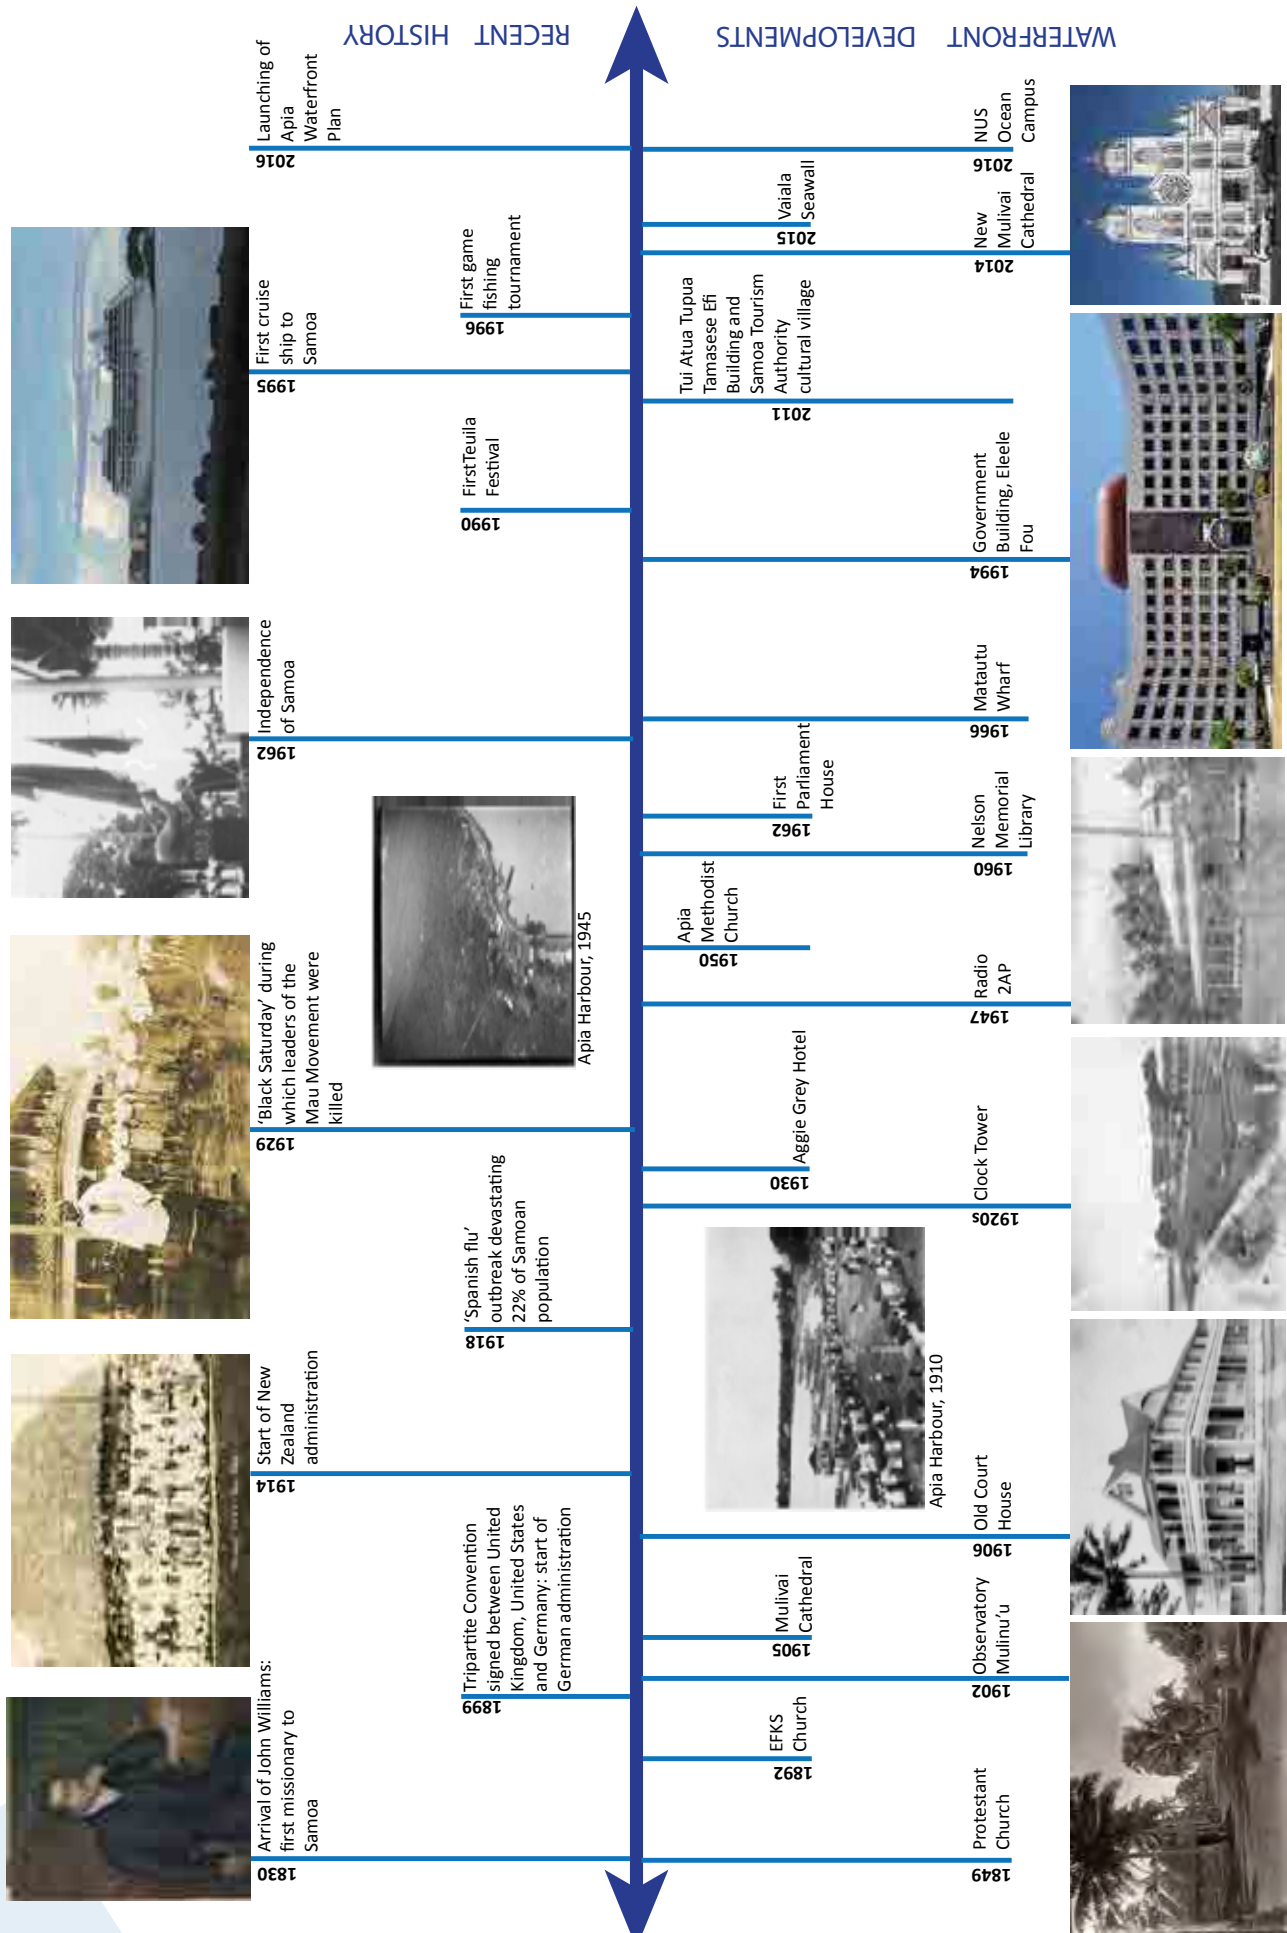 RECENT HISTORY
1830
Arrival of John Williams:
first missionary to
Samoa
1899
Tripartite Convention
signed between United
Kingdom, United States
and Germany: start of
German administration
1914
Start of New
Zealand
administration
1918
‘Spanish flu’
outbreak devastating
22% of Samoan
population
1929
‘Black Saturday’ during
which leaders of the
Mau Movement were
killed
Apia Harbour, 1945
1962
Independence
of Samoa
1990
FirstTeuila
Festival
1995
First cruise
ship to
Samoa
1996
First game
fishing
tournament
2016
Launching of
Apia
Waterfront
Plan
WATERFRONT DEVELOPMENTS
1849
Protestant
Church
1892
EFKS
Church
1902
Observatory
Mulinu’u
1905
Mulivai
Cathedral
1906
Old Court
House
Apia Harbour, 1910
1920s
Clock Tower
1930
Aggie Grey Hotel
1947
Radio
2AP
1950
Apia
Methodist
Church
1960
Nelson
Memorial
Library
1962
First
Parliament
House
1966
Matautu
Wharf
1994
Government
Building, Eleele
Fou
2011
Tui Atua Tupua
Tamasese Efi
Building and
Samoa Tourism
Authority
cultural village
2014
New
Mulivai
Cathedral
2015
Vaiala
Seawall
2016
NUS
Ocean
Campus